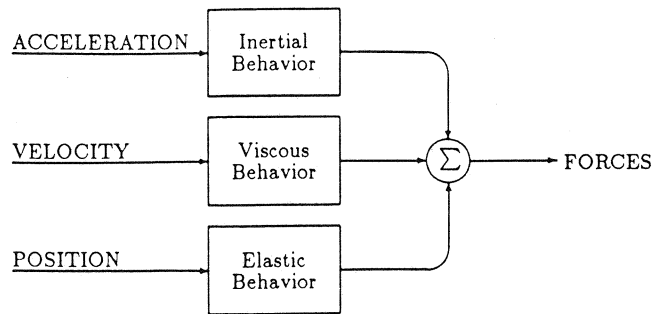 ACCELERATION
Inertial
Behavior
VELOCITY
Viscous
Behavior
Σ
FORCES
POSITION
Elastic
Behavior